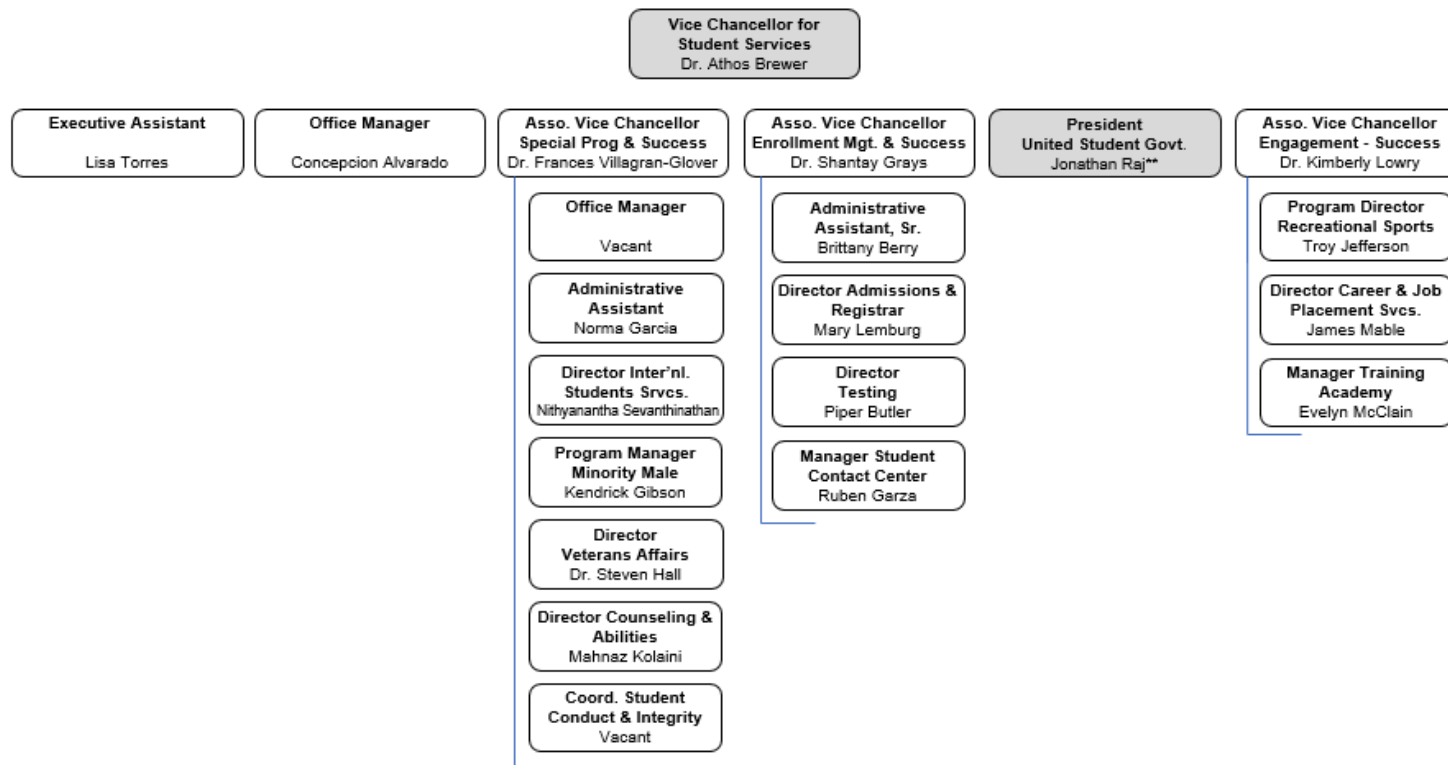 Vice Chancellor for
Student Services
Dr. Athos Brewer
Executive Assistant
Lisa Torres
Office Manager
Concepcion Alvarado
Asso. Vice Chancellor
Special Prog & Success
Dr. Frances Villagran-Glover
Office Manager
Vacant
Administrative
Assistant
Norma Garcia
Director Inter'nl.
Students Srvcs.
Nithyanantha Sevanthinathan
Program Manager
Minority Male
Kendrick Gibson
Director
Veterans Affairs
Dr. Steven Hall
Director Counseling &
Abilities
Mahnaz Kolaini
Coord. Student
Conduct & Integrity
Vacant
Asso. Vice Chancellor
Enrollment Mgt. & Success
Dr. Shantay Grays
Administrative
Assistant, Sr.
Brittany Berry
Director Admissions &
Registrar
Mary Lemburg
Director
Testing
Piper Butler
Manager Student
Contact Center
Ruben Garza
President
United Student Govt.
Jonathan Raj**
Asso. Vice Chancellor
Engagement - Success
Dr. Kimberly Lowry
Program Director
Recreational Sports
Troy Jefferson
Director Career & Job
Placement Svcs.
James Mable
Manager Training
Academy
Evelyn McClain